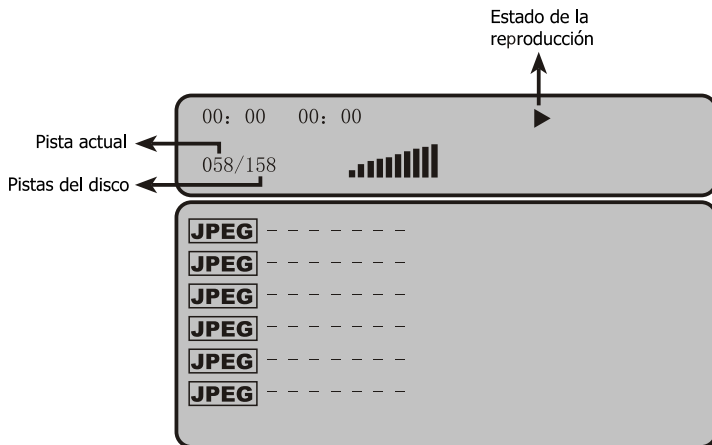 Estado de la
reproducción
00: 00 00: 00
Pista actual
058/158
Pistas del disco
JPEG - - - - - - -
JPEG - - - - - - -
JPEG - - - - - - -
JPEG - - - - - - -
JPEG - - - - - - -
JPEG - - - - - - -